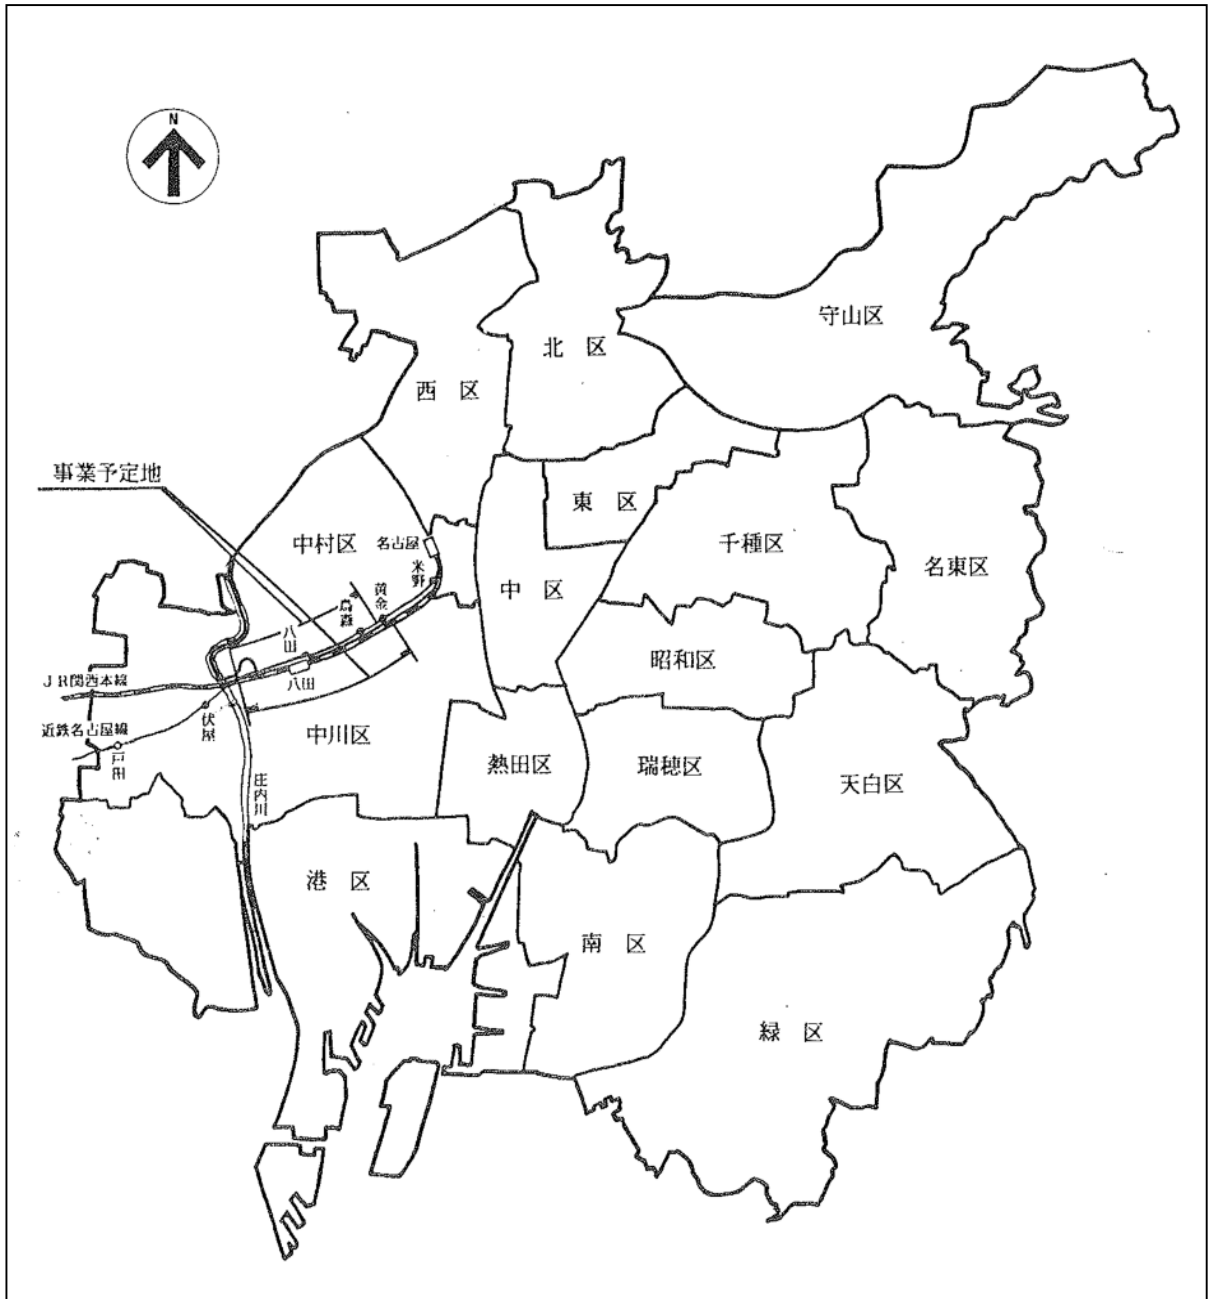 N
守山区
北 区
西 区
事業予定地
東 区
中村区
名古屋
千種区
名東区
米野
黄金
中 区
烏森
八田
昭和区
JR関西本線
八田
近鉄名古屋線
伏屋
戸田
中川区
熱田区
瑞穂区
天白区
庄内川
港 区
南 区
緑 区